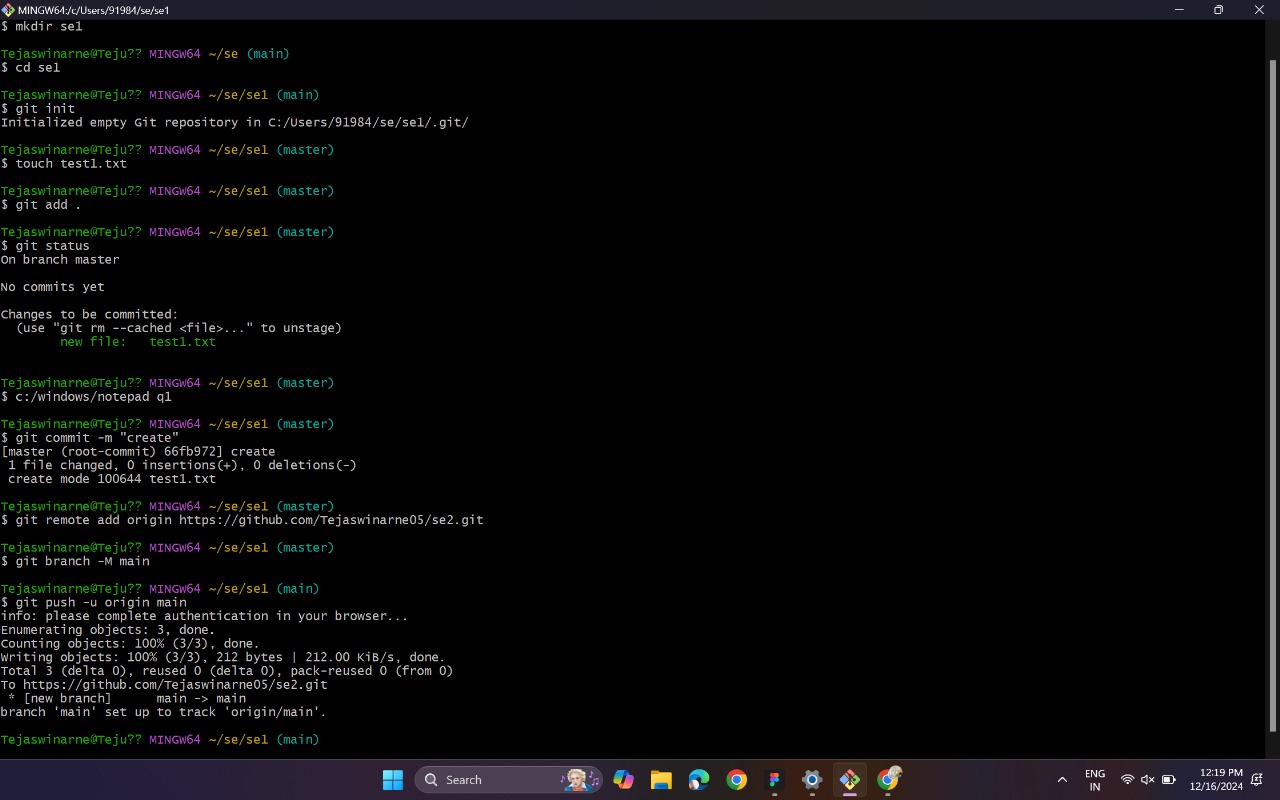 MINGW64:/c/Users/91984/se/se1
$ mkdir se1
Tejaswinarne@Teju?? MINGW64 ~/se (main)
$ cd se1
Tejaswinarne@Teju?? MINGW64 ~/se/se1 (main)
$ git init
Initialized empty Git repository in C:/Users/91984/se/se1/.git/
Tejaswinarne@Teju?? MINGW64 ~/se/se1 (master)
$ touch test1.txt
Tejaswinarne@Teju?? MINGW64 ~/se/se1 (master)
$ git add .
Tejaswinarne@Teju?? MINGW64 ~/se/se1 (master)
$ git status
On branch master
No commits yet
Changes to be committed:
  (use "git rm --cached <file>..." to unstage)
        new file:   test1.txt
Tejaswinarne@Teju?? MINGW64 ~/se/se1 (master)
$ c:/windows/notepad q1
Tejaswinarne@Teju?? MINGW64 ~/se/se1 (master)
$ git commit -m "create"
[master (root-commit) 66fb972] create
 1 file changed, 0 insertions(+), 0 deletions(-)
 create mode 100644 test1.txt
Tejaswinarne@Teju?? MINGW64 ~/se/se1 (master)
$ git remote add origin https://github.com/Tejaswinarne05/se2.git
Tejaswinarne@Teju?? MINGW64 ~/se/se1 (master)
$ git branch -M main
Tejaswinarne@Teju?? MINGW64 ~/se/se1 (main)
$ git push -u origin main
info: please complete authentication in your browser...
Enumerating objects: 3, done.
Counting objects: 100% (3/3), done.
Writing objects: 100% (3/3), 212 bytes | 212.00 KiB/s, done.
Total 3 (delta 0), reused 0 (delta 0), pack-reused 0 (from 0)
To https://github.com/Tejaswinarne05/se2.git
 * [new branch]      main -> main
branch 'main' set up to track 'origin/main'.
Tejaswinarne@Teju?? MINGW64 ~/se/se1 (main)
Search
ENG
IN
12:19 PM
12/16/2024